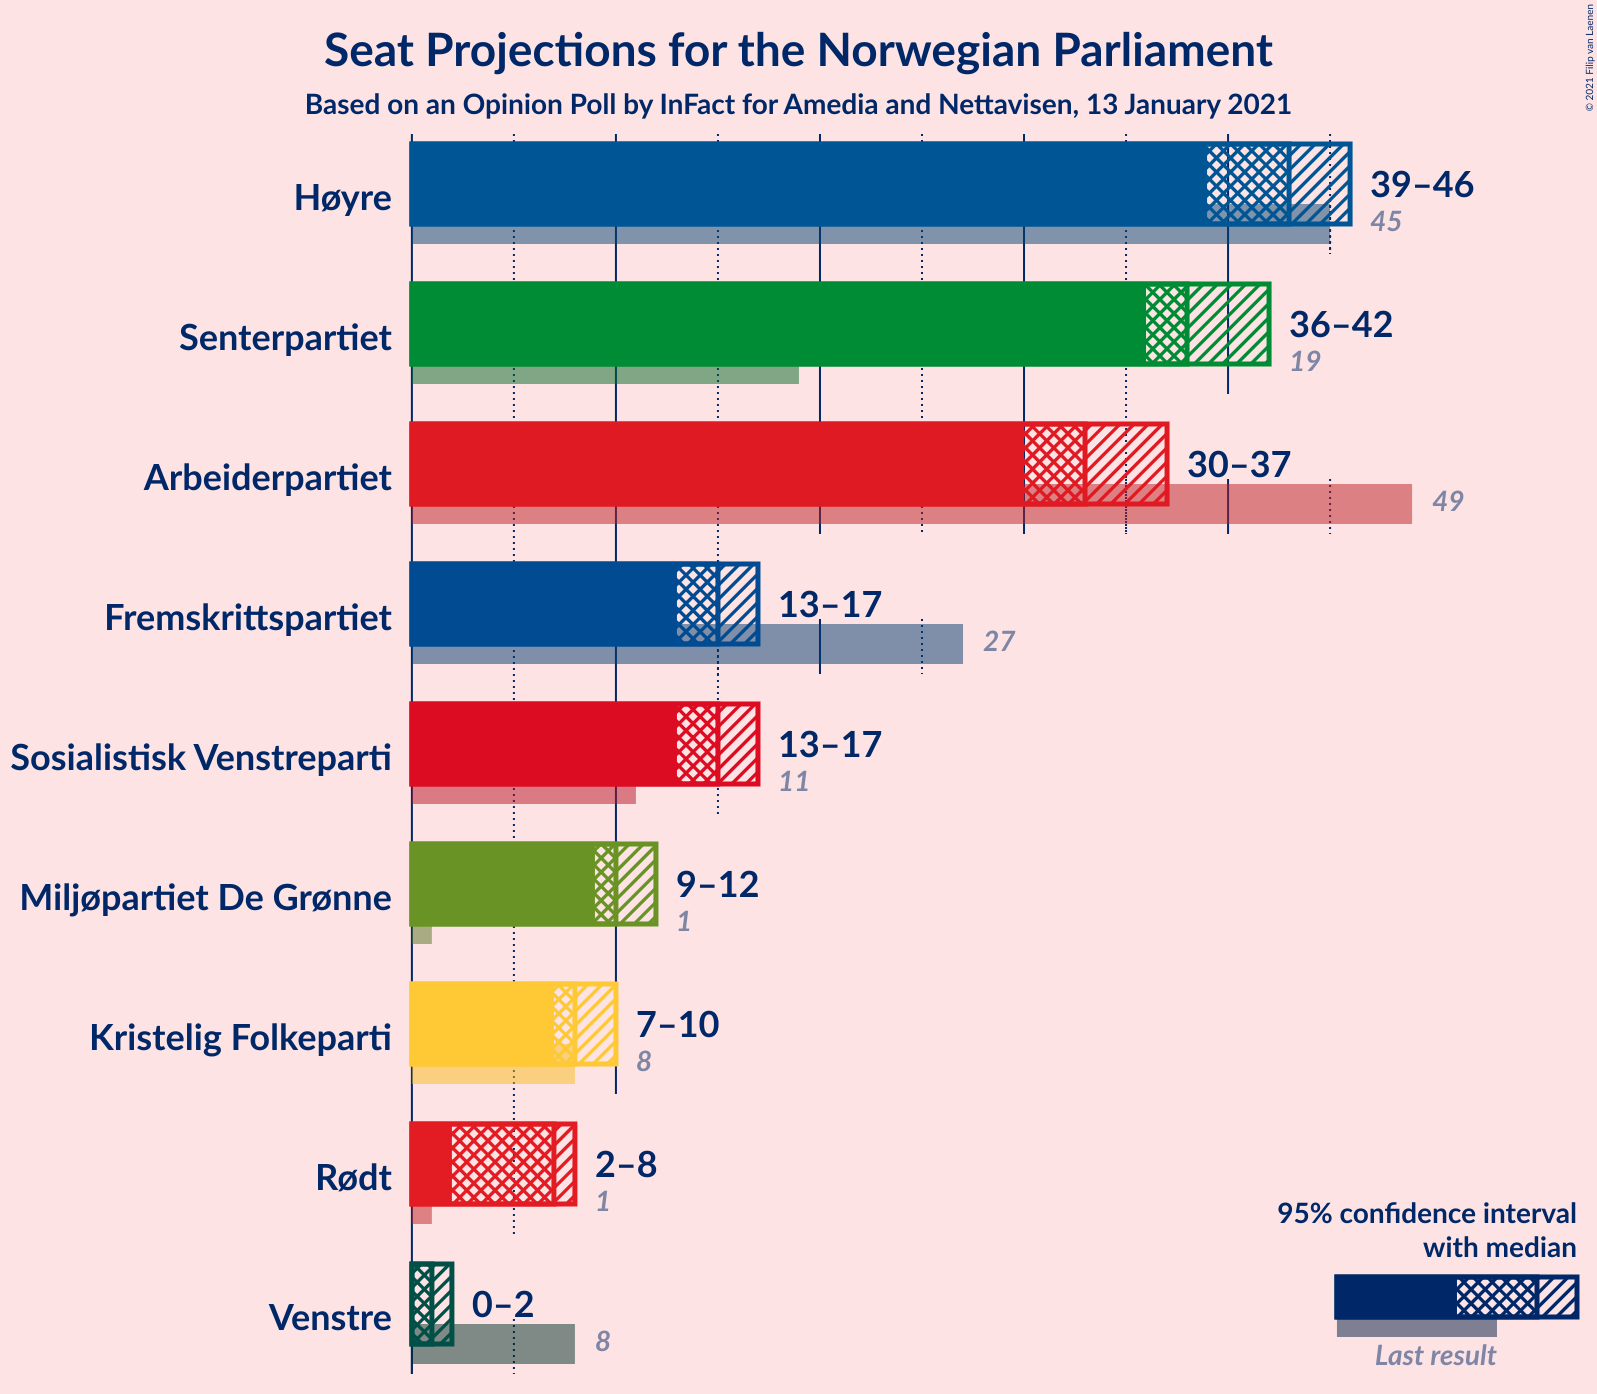 Seat Projections for the Norwegian Parliament
Based on an Opinion Poll by InFact for Amedia and Nettavisen, 13 January 2021
© 2021 Filip van Laenen
Høyre
39–46
45
Senterpartiet
36–42
19
Arbeiderpartiet
30–37
49
Fremskrittspartiet
13–17
27
Sosialistisk Venstreparti
13–17
11
Miljøpartiet De Grønne
9–12
1
Kristelig Folkeparti
7–10
8
Rødt
2–8
1
Venstre
0–2
8
95% confidence interval
with median
Last result